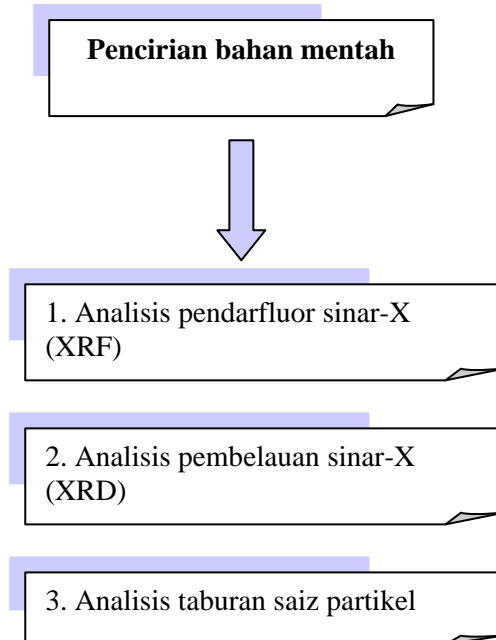 Pencirian bahan mentah
1. Analisis pendarfluor sinar-X
(XRF)
2. Analisis pembelauan sinar-X
(XRD)
3. Analisis taburan saiz partikel